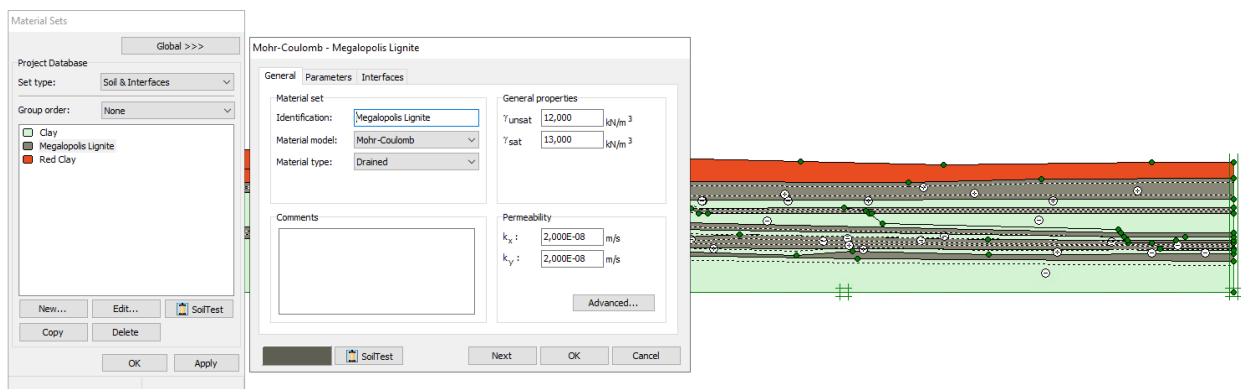 Material Sets
Global >>>
Project Database
Set type: Soil & Interfaces
Group order: None
Clay
Megalopolis Lignite
Red Clay
New... Edit... SoilTest
Copy Delete
OK Apply
Mohr-Coulomb - Megalopolis Lignite
General Parameters Interfaces
Material set
Identification: Megalopolis Lignite
Material model: Mohr-Coulomb
Material type: Drained
General properties
γunsat 12,000 kN/m 3
γsat 13,000 kN/m 3
Comments
Permeability
kx : 2,000E-08 m/s
ky : 2,000E-08 m/s
Advanced...
SoilTest Next OK Cancel